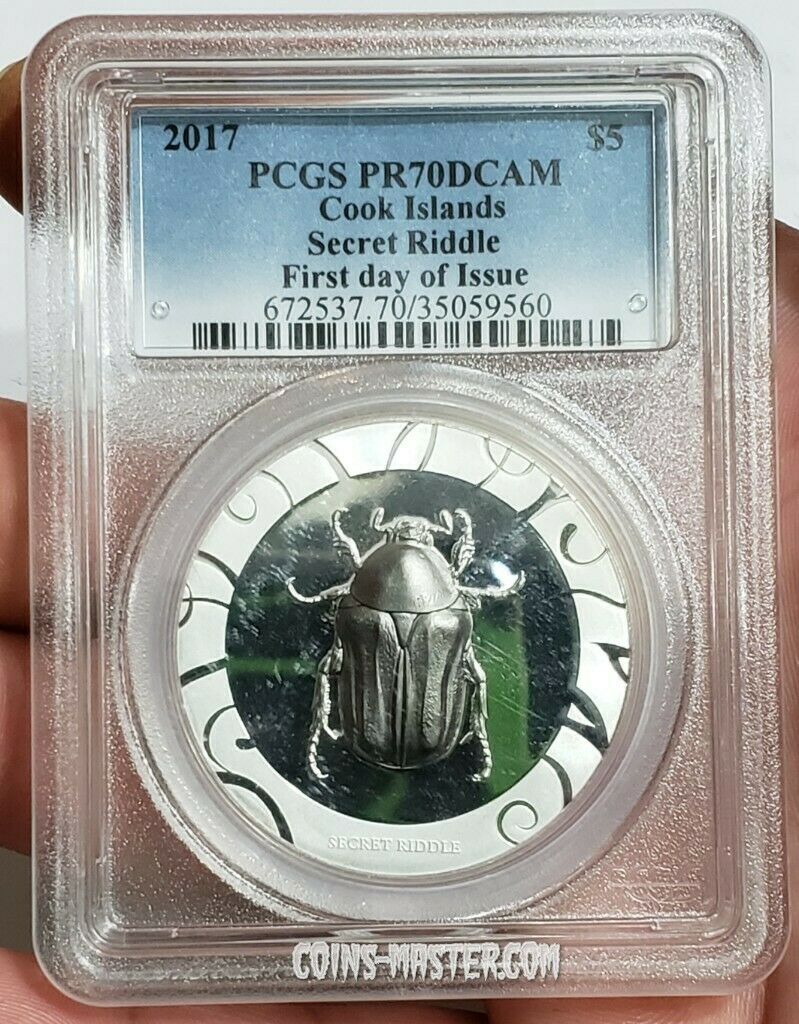 2017 $5
PCGS PR70DCAM
Cook Islands
Secret Riddle
First day of Issue
672537.70/35059560
SECRET RIDDLE
COINS-MASTER.COM